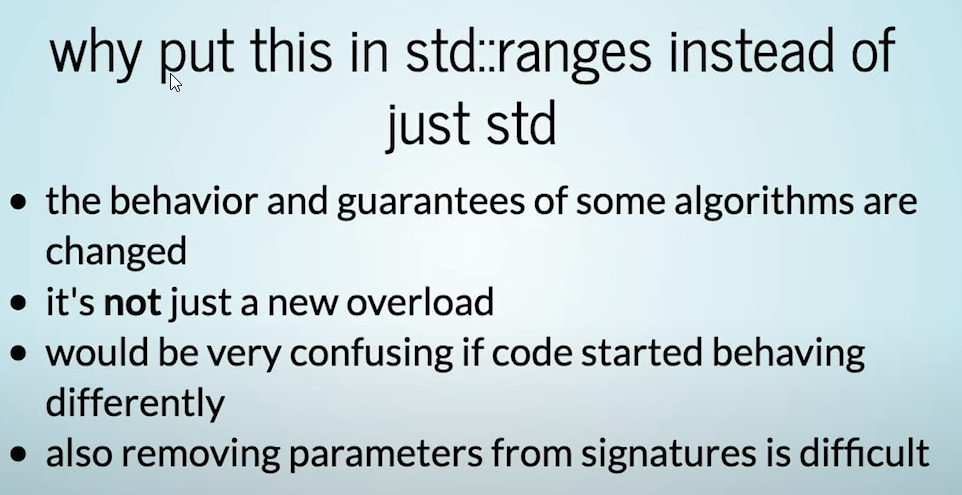 why put this in std::ranges instead of
just std
• the behavior and guarantees of some algorithms are
changed
• it's not just a new overload
• would be very confusing if code started behaving
differently
• also removing parameters from signatures is difficult